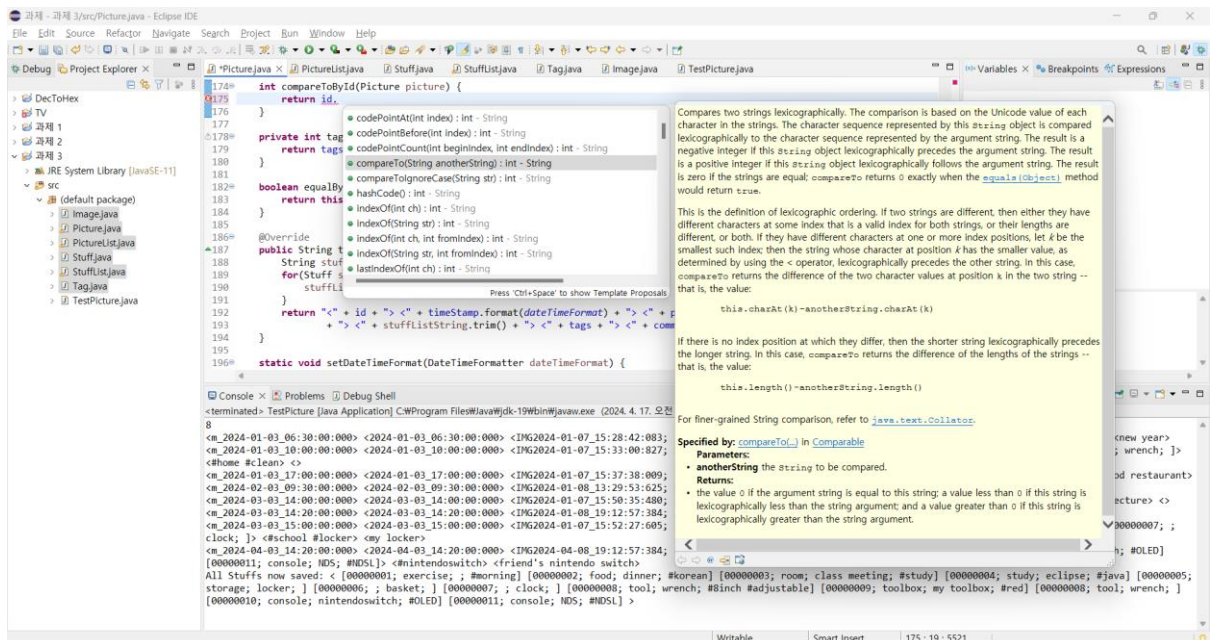 과제 - 과제 3/src/Picture.java - Eclipse IDE
File Edit Source Refactor Navigate Search Project Run Window Help
Debug Project Explorer
*Picture.java PictureList.java Stuff.java StuffList.java Tag.java Image.java TestPicture.java
Variables Breakpoints Expressions
DecToHex
TV
과제 1
과제 2
과제 3
JRE System Library [JavaSE-11]
src
(default package)
Image.java
Picture.java
PictureList.java
Stuff.java
StuffList.java
Tag.java
TestPicture.java
174 int compareToById(Picture picture) {
175 return id.
176 }
177
178 private int tag
179 return tags
180 }
181
182 boolean equalBy
183 return this
184 }
185
186 @Override
187 public String t
188 String stuf
189 for(Stuff s
190 stuffLi
191 }
192 return "<" + id + "> <" + timeStamp.format(dateTimeFormat) + "> <" + p
193 + "> <" + stuffListString.trim() + "> <" + tags + "> <" + comm
194 }
195
196 static void setDateTimeFormat(DateTimeFormatter dateTimeFormat) {
codePointAt(int index) : int - String
codePointBefore(int index) : int - String
codePointCount(int beginIndex, int endIndex) : int - String
compareTo(String anotherString) : int - String
compareToIgnoreCase(String str) : int - String
hashCode() : int - String
indexOf(int ch) : int - String
indexOf(String str) : int - String
indexOf(int ch, int fromIndex) : int - String
indexOf(String str, int fromIndex) : int - String
lastIndexOf(int ch) : int - String
Press 'Ctrl+Space' to show Template Proposals
Compares two strings lexicographically. The comparison is based on the Unicode value of each
character in the strings. The character sequence represented by this String object is compared
lexicographically to the character sequence represented by the argument string. The result is a
negative integer if this String object lexicographically precedes the argument string. The result
is a positive integer if this String object lexicographically follows the argument string. The result
is zero if the strings are equal; compareTo returns 0 exactly when the equals(Object) method
would return true.
This is the definition of lexicographic ordering. If two strings are different, then either they have
different characters at some index that is a valid index for both strings, or their lengths are
different, or both. If they have different characters at one or more index positions, let k be the
smallest such index; then the string whose character at position k has the smaller value, as
determined by using the < operator, lexicographically precedes the other string. In this case,
compareTo returns the difference of the two character values at position k in the two string --
that is, the value:
this.charAt(k)-anotherString.charAt(k)
If there is no index position at which they differ, then the shorter string lexicographically precedes
the longer string. In this case, compareTo returns the difference of the lengths of the strings --
that is, the value:
this.length()-anotherString.length()
For finer-grained String comparison, refer to java.text.Collator.
Specified by: compareTo(...) in Comparable
Parameters:
anotherString the String to be compared.
Returns:
the value 0 if the argument string is equal to this string; a value less than 0 if this string is
lexicographically less than the string argument; and a value greater than 0 if this string is
lexicographically greater than the string argument.
Console Problems Debug Shell
<terminated> TestPicture [Java Application] C:₩Program Files₩Java₩jdk-19₩bin₩javaw.exe (2024. 4. 17. 오전
8
<m_2024-01-03_06:30:00:000> <2024-01-03_06:30:00:000> <IMG2024-01-07_15:28:42:083; <new year>
<m_2024-01-03_10:00:00:000> <2024-01-03_10:00:00:000> <IMG2024-01-07_15:33:00:827; ; wrench; ]>
<#home #clean> <>
<m_2024-01-03_17:00:00:000> <2024-01-03_17:00:00:000> <IMG2024-01-07_15:37:38:009; od restaurant>
<m_2024-02-03_09:30:00:000> <2024-02-03_09:30:00:000> <IMG2024-01-08_13:29:53:625;
<m_2024-03-03_14:00:00:000> <2024-03-03_14:00:00:000> <IMG2024-01-07_15:50:35:480; ecture> <>
<m_2024-03-03_14:20:00:000> <2024-03-03_14:20:00:000> <IMG2024-01-08_19:12:57:384;
<m_2024-03-03_15:00:00:000> <2024-03-03_15:00:00:000> <IMG2024-01-07_15:52:27:605; 00000007; ;
clock; ]> <#school #locker> <my locker>
<m_2024-04-03_14:20:00:000> <2024-04-03_14:20:00:000> <IMG2024-04-08_19:12:57:384; h; #OLED]
[00000011; console; NDS; #NDSL]> <#nintendoswitch> <friend's nintendo switch>
All Stuffs now saved: < [00000001; exercise; ; #morning] [00000002; food; dinner; #korean] [00000003; room; class meeting; #study] [00000004; study; eclipse; #java] [00000005;
storage; locker; ] [00000006; ; basket; ] [00000007; ; clock; ] [00000008; tool; wrench; #8inch #adjustable] [00000009; toolbox; my toolbox; #red] [00000008; tool; wrench; ]
[00000010; console; nintendoswitch; #OLED] [00000011; console; NDS; #NDSL] >
Writable Smart Insert 175 : 19 : 5521